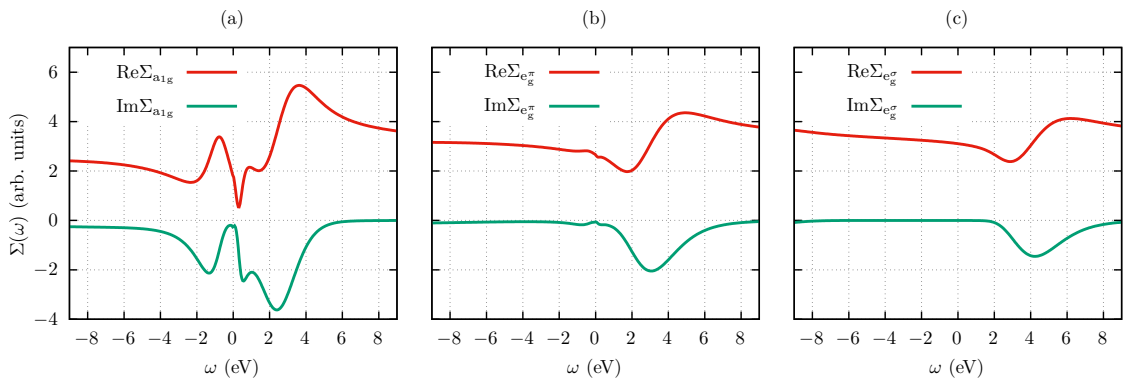 (a)
(b)
(c)
Σ(ω) (arb. units)
6
4
2
0
−2
−4
ReΣa1g
ImΣa1g
ReΣegπ
ImΣegπ
ReΣegσ
ImΣegσ
−8 −6 −4 −2 0 2 4 6 8
−8 −6 −4 −2 0 2 4 6 8
−8 −6 −4 −2 0 2 4 6 8
ω (eV)
ω (eV)
ω (eV)